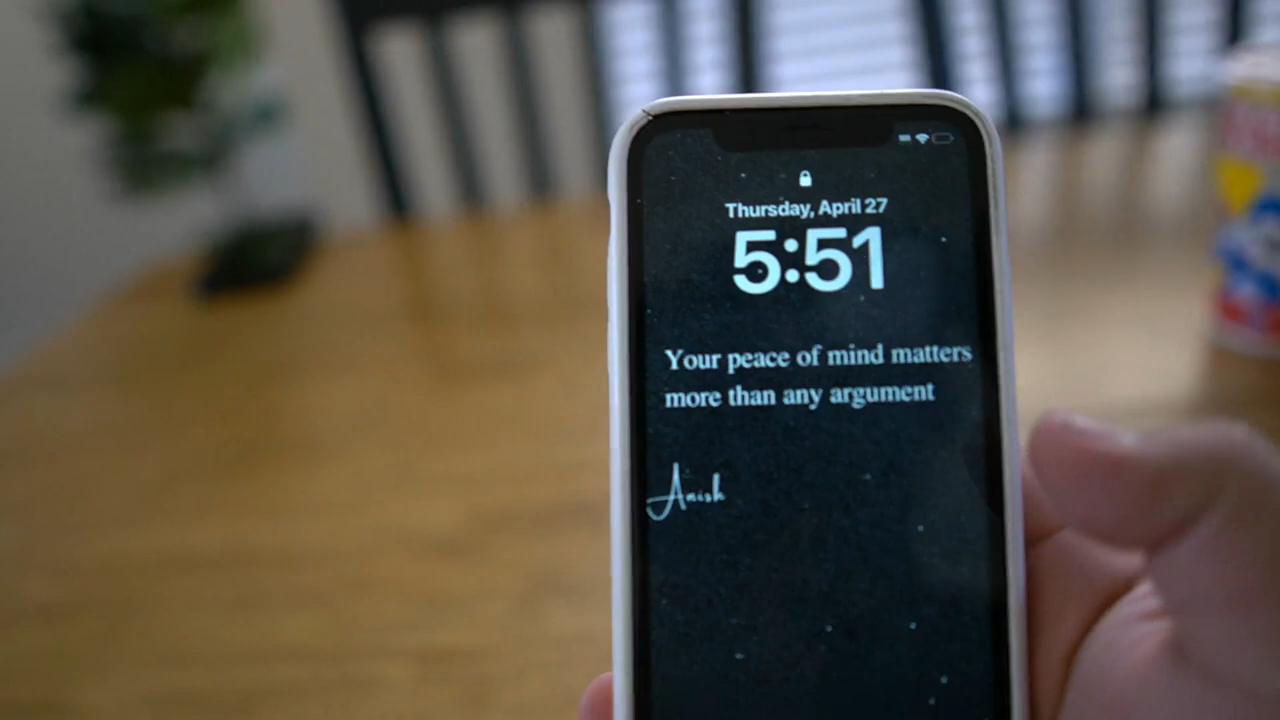 Thursday, April 27
5:51
Your peace of mind matters
more than any argument
Anish